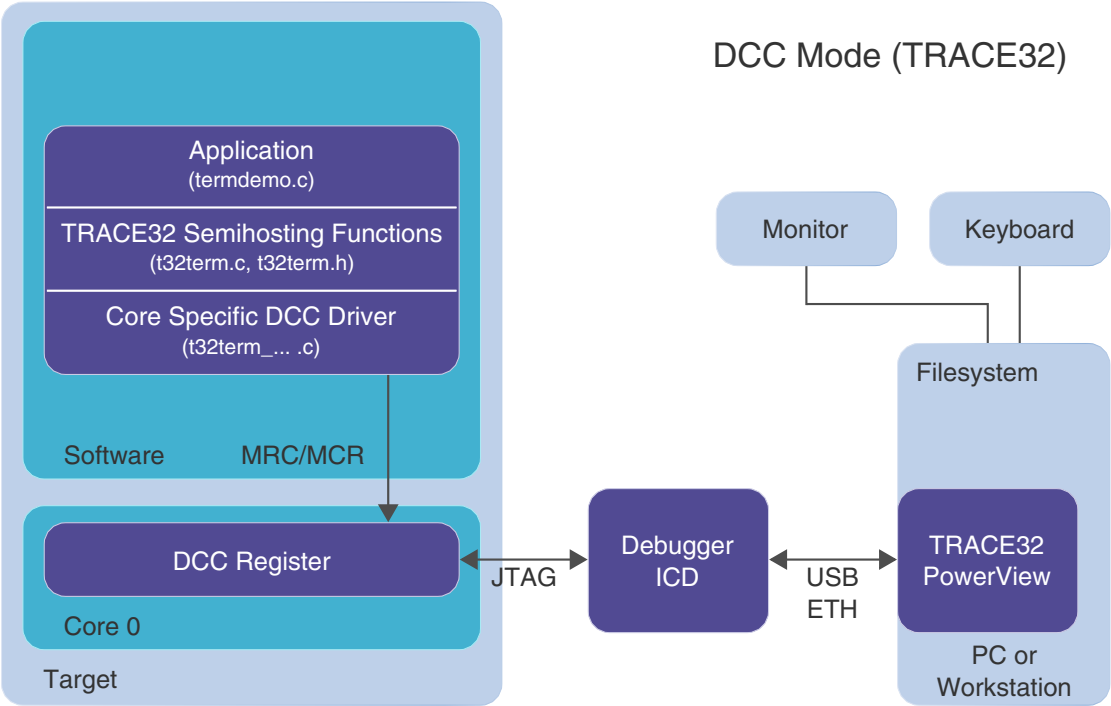 DCC Mode (TRACE32)
Application
(termdemo.c)
TRACE32 Semihosting Functions
(t32term.c, t32term.h)
Core Specific DCC Driver
(t32term_... .c)
Software
MRC/MCR
DCC Register
Core 0
Target
JTAG
Debugger
ICD
USB
ETH
Monitor
Keyboard
Filesystem
TRACE32
PowerView
PC or
Workstation